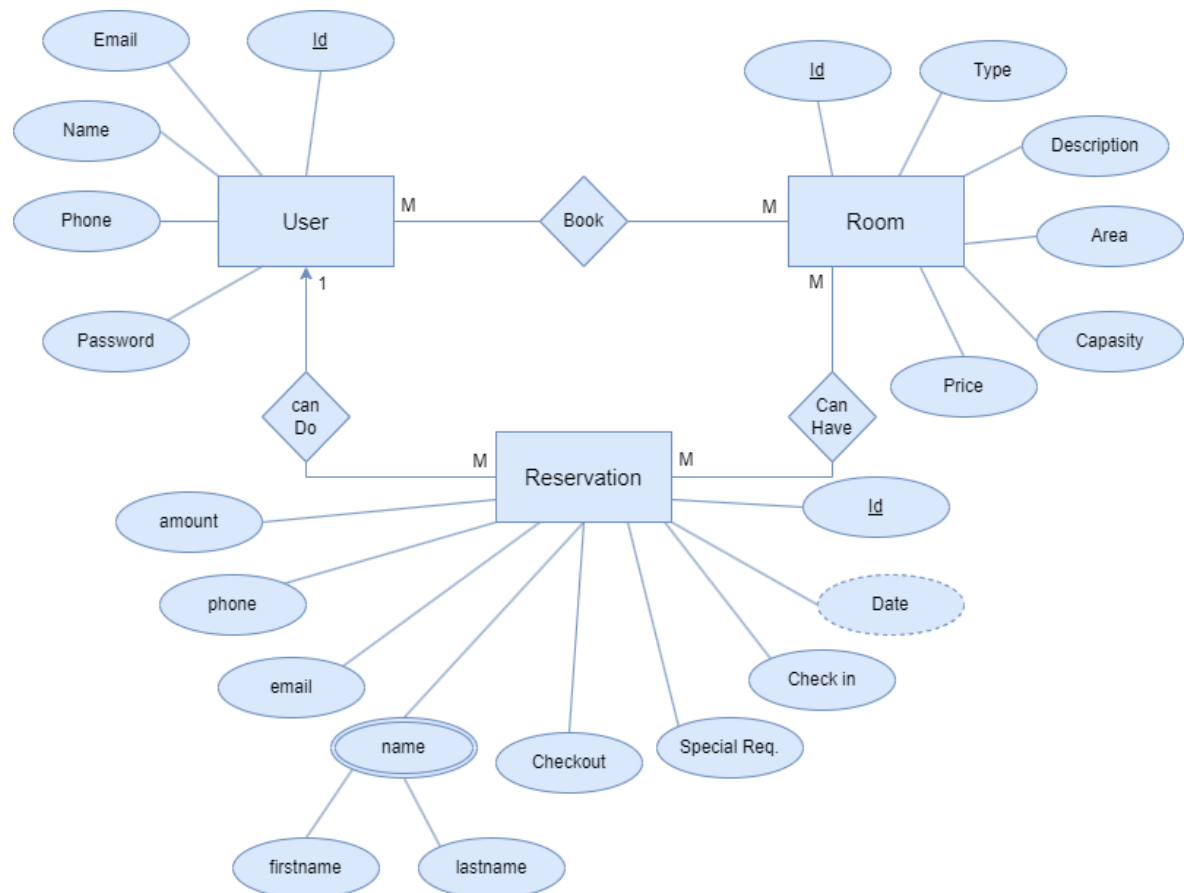 Email
Id
Id
Type
Name
Description
Phone
User
M
Book
M
Room
Area
1
M
Password
Capasity
Price
can
Do
Can
Have
M
Reservation
M
amount
Id
phone
Date
email
Check in
name
Checkout
Special Req.
firstname
lastname